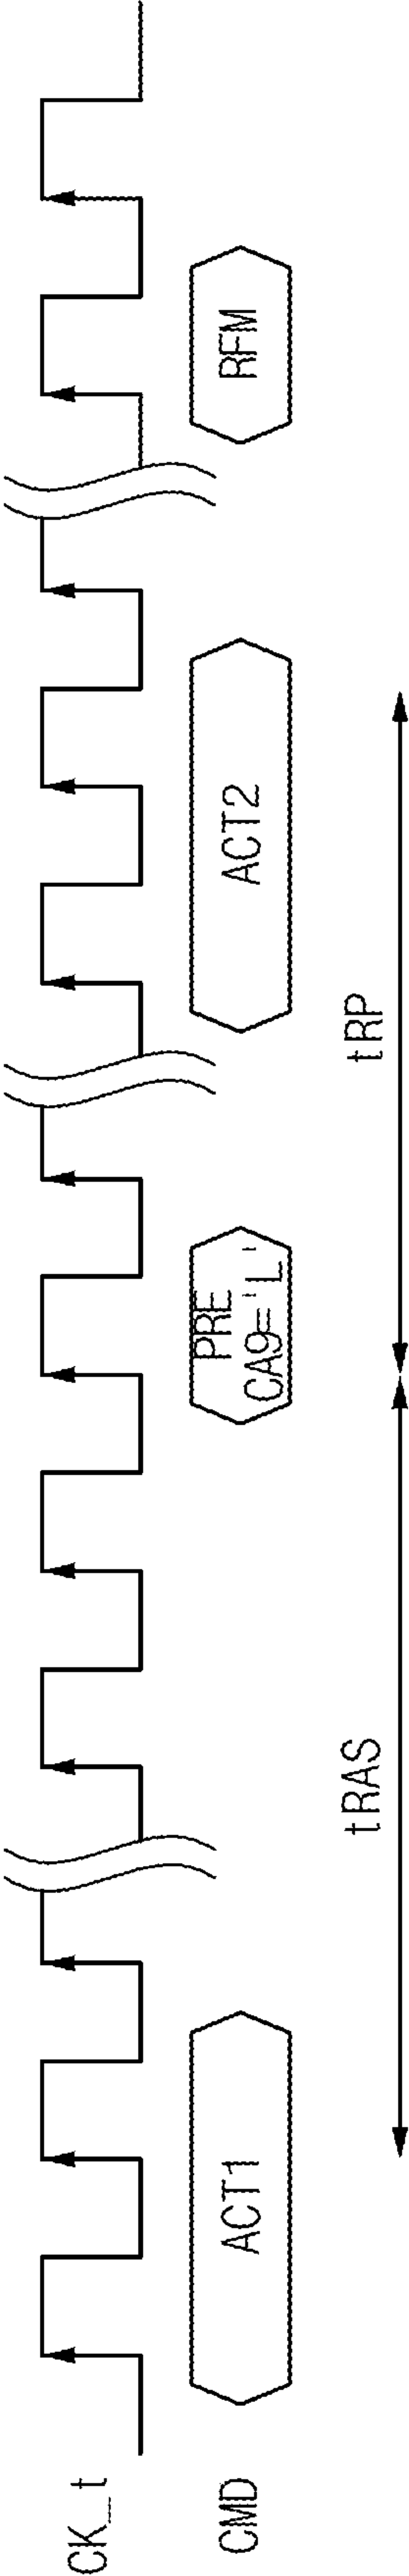 CK_t
CMD
ACT1
PRE
CA9='L'
ACT2
RFM
tRAS
tRP